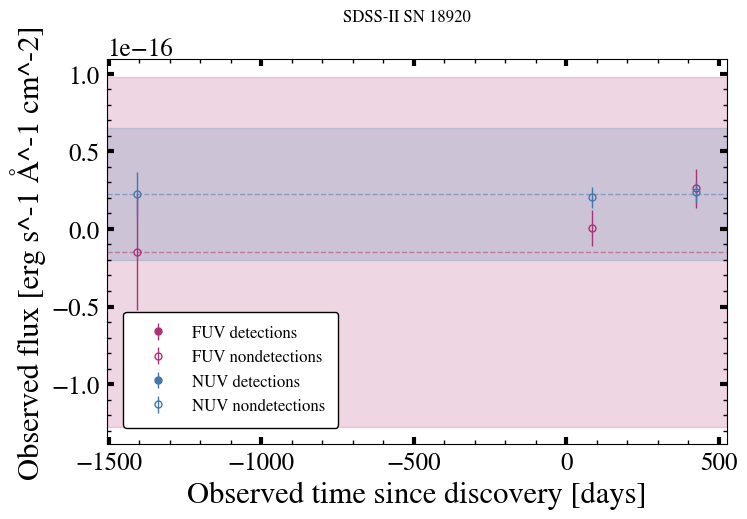 SDSS-II SN 18920
1e−16
1.0
0.5
0.0
−0.5
−1.0
Observed flux [erg s^-1 Å^-1 cm^-2]
FUV detections
FUV nondetections
NUV detections
NUV nondetections
−1500 −1000 −500 0 500
Observed time since discovery [days]